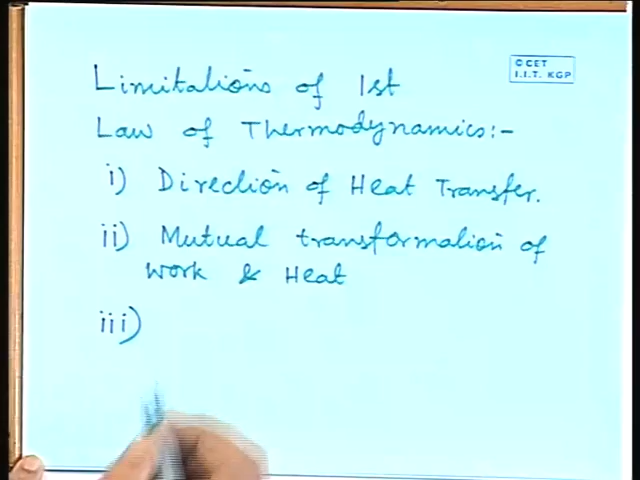 © CET
I.I.T. KGP
Limitations of 1st
Law of Thermodynamics:-
i) Direction of Heat Transfer.
ii) Mutual transformation of
Work & Heat
iii)